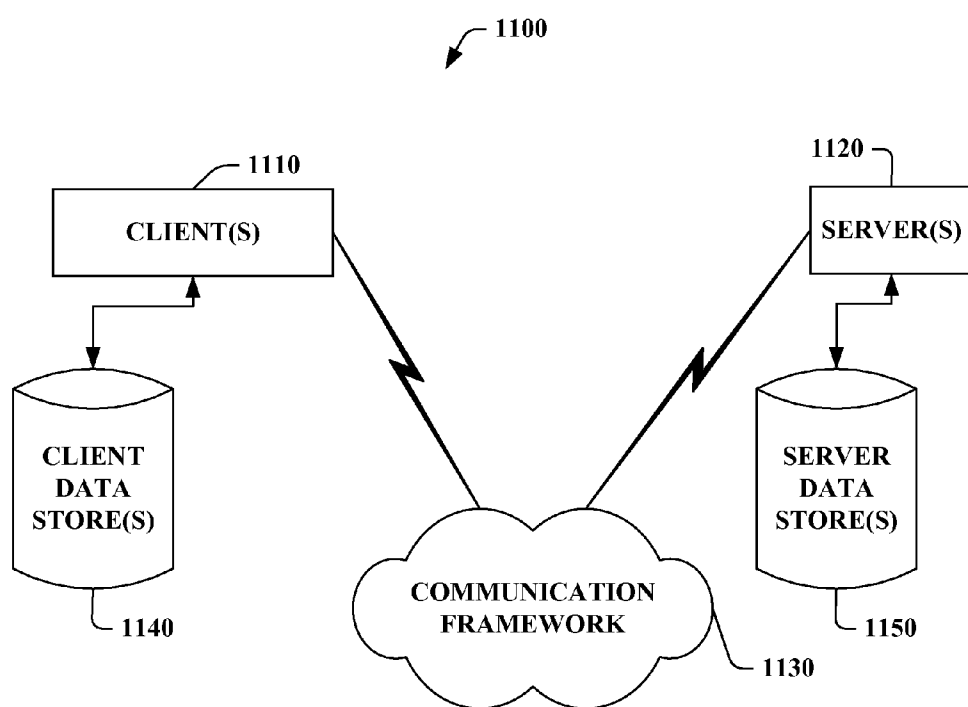 1100
1110
1120
CLIENT(S)
SERVER(S)
CLIENT
DATA
STORE(S)
SERVER
DATA
STORE(S)
COMMUNICATION
FRAMEWORK
1140
1150
1130